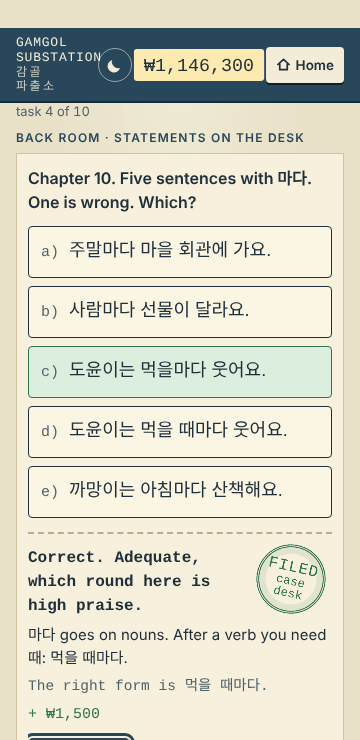 GAMGOL
SUBSTATION
감골
파출소
₩1,146,300
Home
task 4 of 10
BACK ROOM · STATEMENTS ON THE DESK
Chapter 10. Five sentences with 마다.
One is wrong. Which?
a) 주말마다 마을 회관에 가요.
b) 사람마다 선물이 달라요.
c) 도윤이는 먹을마다 웃어요.
d) 도윤이는 먹을 때마다 웃어요.
e) 까망이는 아침마다 산책해요.
Correct. Adequate,
which round here is
high praise.
FILED
case
desk
마다 goes on nouns. After a verb you need
때: 먹을 때마다.
The right form is 먹을 때마다.
+ ₩1,500